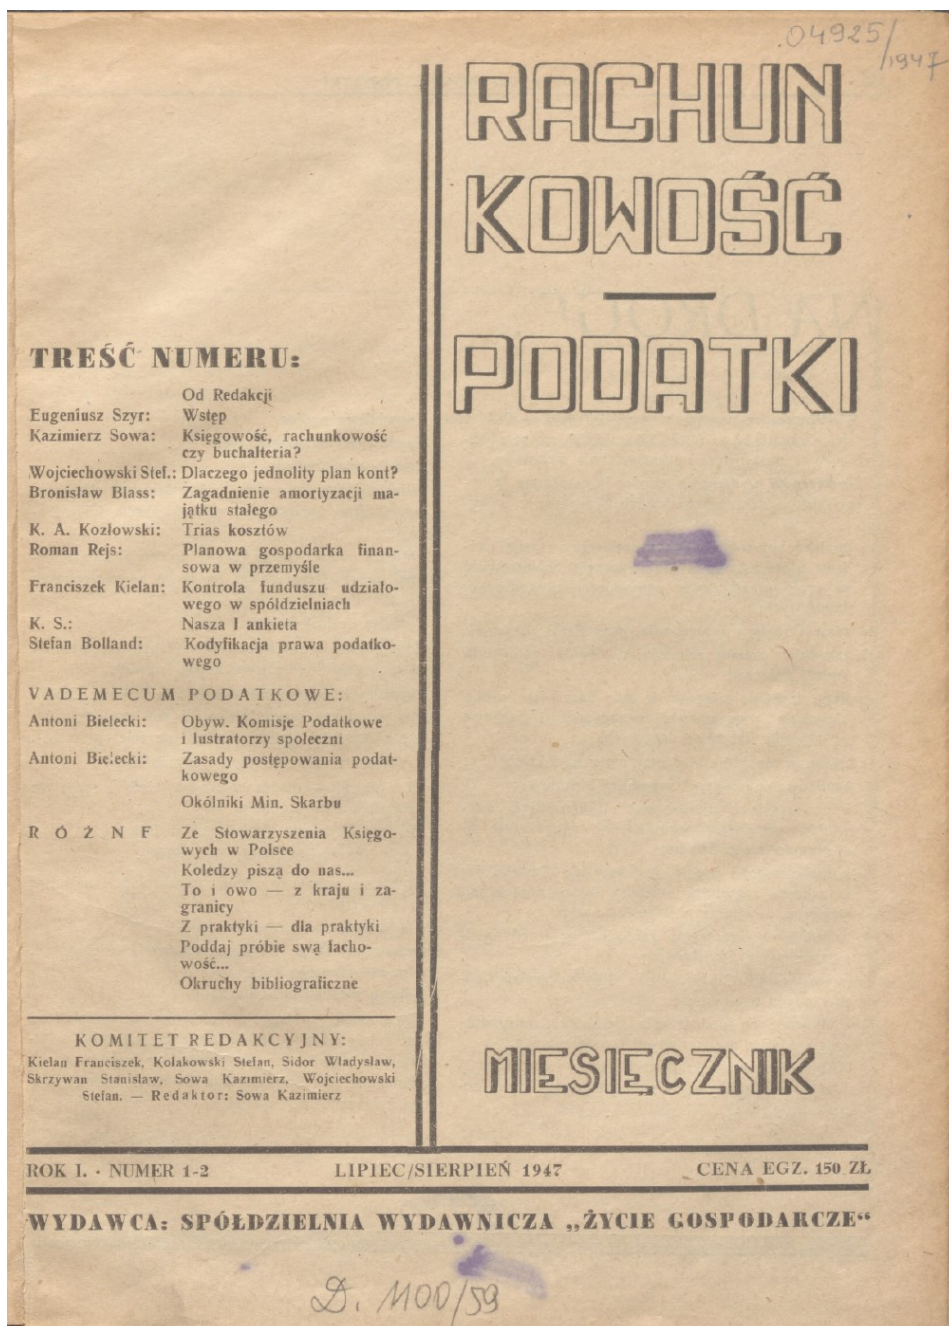 04925/1947
RACHUN
KOWOŚĆ
—
PODATKI
TREŚĆ NUMERU:
Od Redakcji
Eugeniusz Szyr: Wstęp
Kazimierz Sowa: Księgowość, rachunkowość
czy buchalteria?
Wojciechowski Stef.: Dlaczego jednolity plan kont?
Bronisław Blass: Zagadnienie amortyzacji ma-
jątku stałego
K. A. Kozłowski: Trias kosztów
Roman Rejs: Planowa gospodarka finan-
sowa w przemyśle
Franciszek Kielan: Kontrola funduszu udziało-
wego w spółdzielniach
K. S.: Nasza I ankieta
Stefan Bolland: Kodyfikacja prawa podatko-
wego
VADEMECUM PODATKOWE:
Antoni Bielecki: Obyw. Komisje Podatkowe
i lustratorzy społeczni
Antoni Bielecki: Zasady postępowania podat-
kowego
Okólniki Min. Skarbu
RÓŻNE Ze Stowarzyszenia Księgo-
wych w Polsce
Koledzy piszą do nas...
To i owo — z kraju i za-
granicy
Z praktyki — dla praktyki
Poddaj próbie swą facho-
wość...
Okruchy bibliograficzne
KOMITET REDAKCYJNY:
Kielan Franciszek, Kołakowski Stefan, Sidor Władysław,
Skrzywan Stanisław, Sowa Kazimierz, Wojciechowski
Stefan. — Redaktor: Sowa Kazimierz
MIESIĘCZNIK
ROK I. · NUMER 1-2 LIPIEC/SIERPIEŃ 1947 CENA EGZ. 150 ZŁ
WYDAWCA: SPÓŁDZIELNIA WYDAWNICZA „ŻYCIE GOSPODARCZE“
D. 1100/59